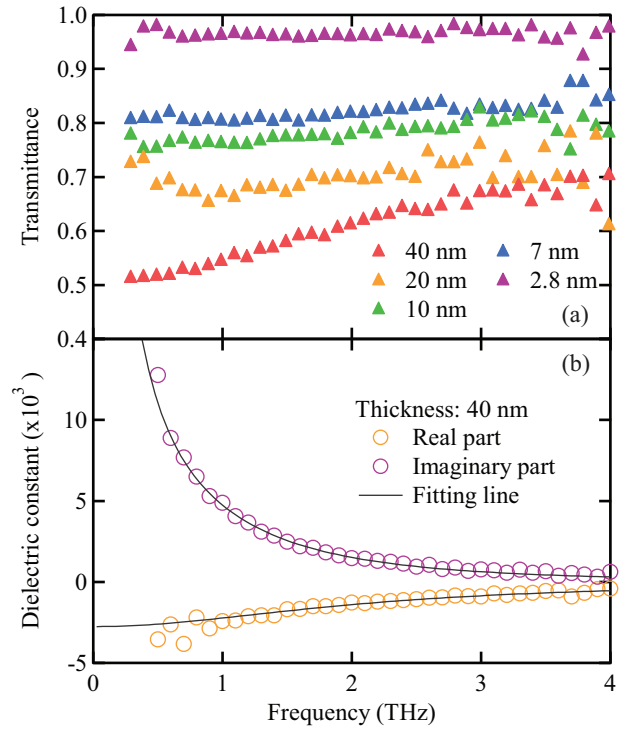 1.0
0.9
0.8
0.7
0.6
0.5
0.4
Transmittance
40 nm
20 nm
10 nm
7 nm
2.8 nm
(a)
(b)
10
5
0
-5
Dielectric constant (x10³)
Thickness: 40 nm
Real part
Imaginary part
Fitting line
0 1 2 3 4
Frequency (THz)